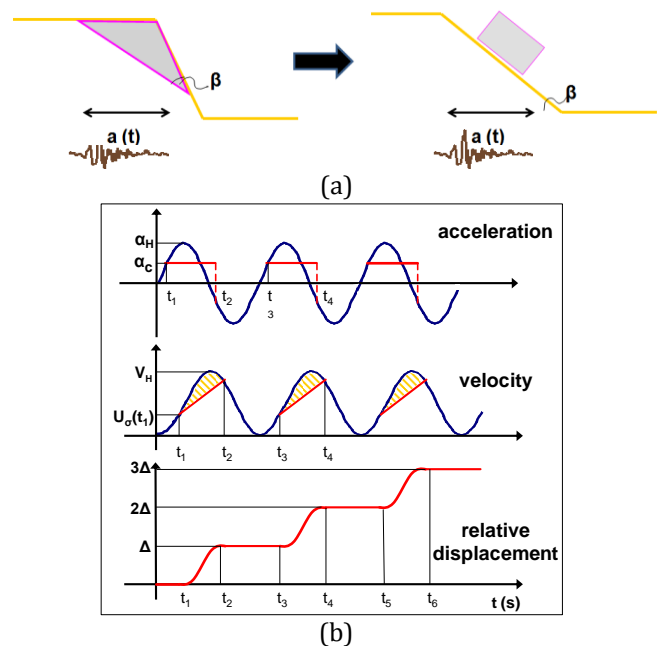 β
β
a (t)
a (t)
(a)
acceleration
α_H
α_C
t₁
t₂
t
3
t₄
velocity
V_H
U_σ(t₁)
t₁
t₂
t₃
t₄
3Δ
2Δ
Δ
relative
displacement
t₁
t₂
t₃
t₄
t₅
t₆
t (s)
(b)